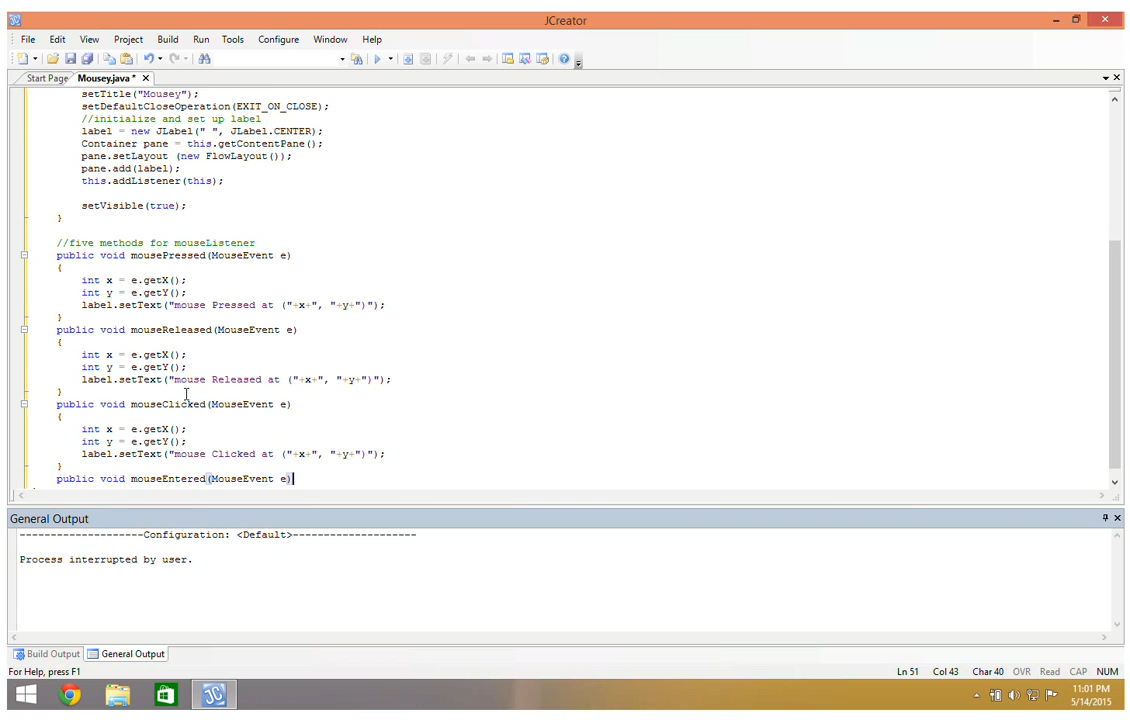 JCreator
File Edit View Project Build Run Tools Configure Window Help
Start Page Mousey.java *
setTitle("Mousey");
setDefaultCloseOperation(EXIT_ON_CLOSE);
//initialize and set up label
label = new JLabel(" ", JLabel.CENTER);
Container pane = this.getContentPane();
pane.setLayout (new FlowLayout());
pane.add(label);
this.addListener(this);
setVisible(true);
}
//five methods for mouseListener
public void mousePressed(MouseEvent e)
{
int x = e.getX();
int y = e.getY();
label.setText("mouse Pressed at ("+x+", "+y+")");
}
public void mouseReleased(MouseEvent e)
{
int x = e.getX();
int y = e.getY();
label.setText("mouse Released at ("+x+", "+y+")");
}
public void mouseClicked(MouseEvent e)
{
int x = e.getX();
int y = e.getY();
label.setText("mouse Clicked at ("+x+", "+y+")");
}
public void mouseEntered(MouseEvent e)
General Output
--------------------Configuration: <Default>--------------------
Process interrupted by user.
Build Output General Output
For Help, press F1 Ln 51 Col 43 Char 40 OVR Read CAP NUM
JC
11:01 PM
5/14/2015